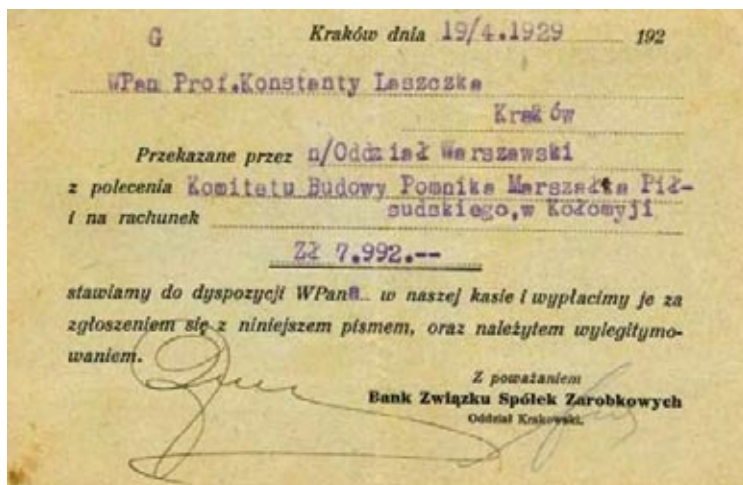 G Kraków dnia 19/4.1929 192
WPan Prof.Konstanty Laszczka
Kraków
Przekazane przez n/Oddział Warszawski
z polecenia Komitetu Budowy Pomnika Marszałka Pił-
i na rachunek sudskiego,w Kołomyji
Zł 7.992.--
stawiamy do dyspozycji WPana w naszej kasie i wypłacimy je za
zgłoszeniem się z niniejszem pismem, oraz należytem wylegitymo-
waniem.
Z poważaniem
Bank Związku Spółek Zarobkowych
Oddział Krakowski.